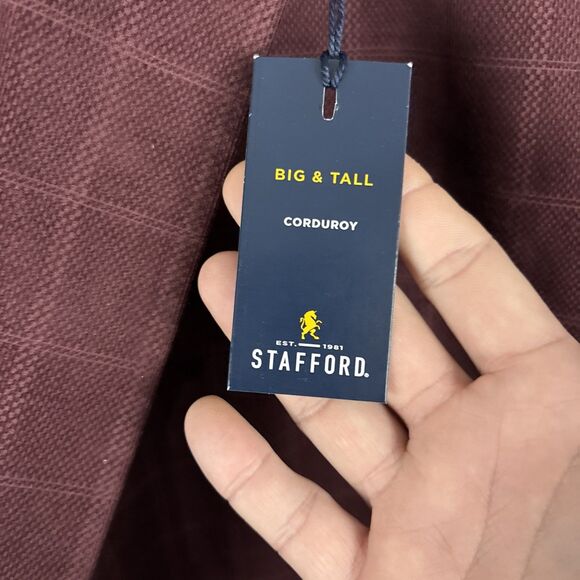 BIG & TALL
CORDUROY
EST. 1981
STAFFORD®